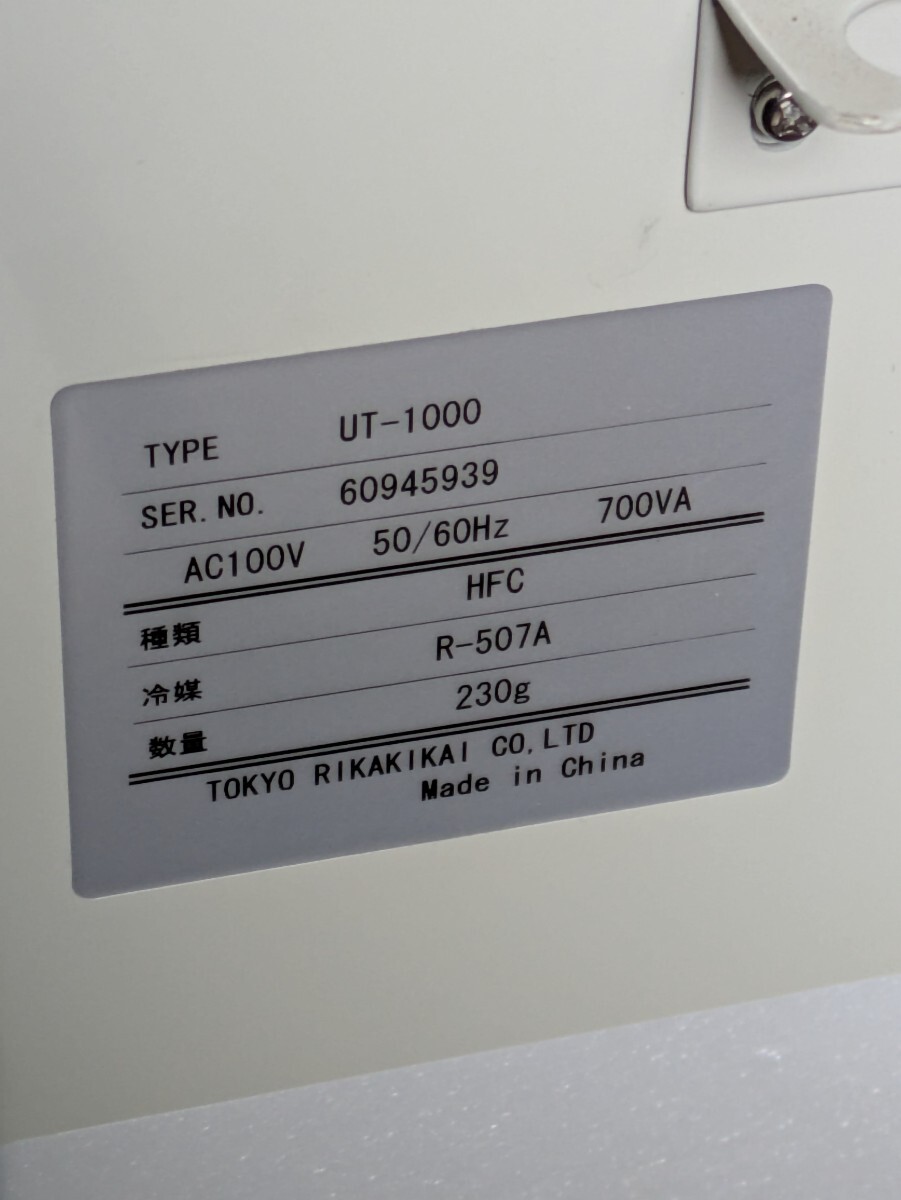 TYPE UT-1000
SER.NO. 60945939
AC100V 50/60Hz 700VA
種類 HFC
冷媒 R-507A
数量 230g
TOKYO RIKAKIKAI CO,LTD
Made in China